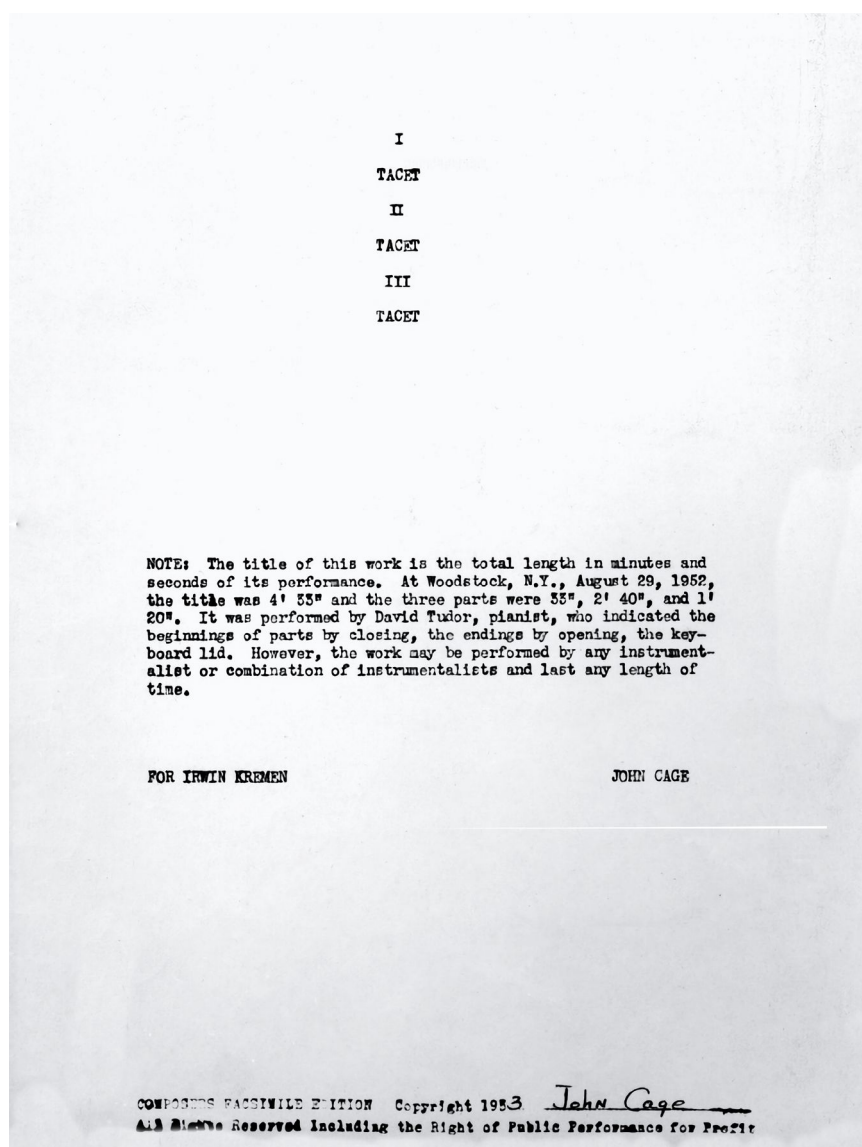 I
TACET
II
TACET
III
TACET
NOTE: The title of this work is the total length in minutes and
seconds of its performance. At Woodstock, N.Y., August 29, 1952,
the title was 4' 33" and the three parts were 33", 2' 40", and 1'
20". It was performed by David Tudor, pianist, who indicated the
beginnings of parts by closing, the endings by opening, the key-
board lid. However, the work may be performed by any instrument-
alist or combination of instrumentalists and last any length of
time.
FOR IRWIN KREMEN JOHN CAGE
COMPOSERS FACSIMILE EDITION Copyright 1953 John Cage
All Rights Reserved Including the Right of Public Performance for Profit